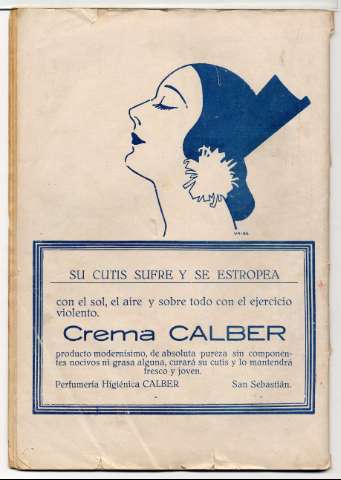 SU CUTIS SUFRE Y SE ESTROPEA
con el sol, el aire y sobre todo con el ejercicio
violento.
Crema CALBER
producto modernísimo, de absoluta pureza sin componen-
tes nocivos ni grasa alguna, curará su cutis y lo mantendrá
fresco y joven.
Perfumería Higiénica CALBER San Sebastián.